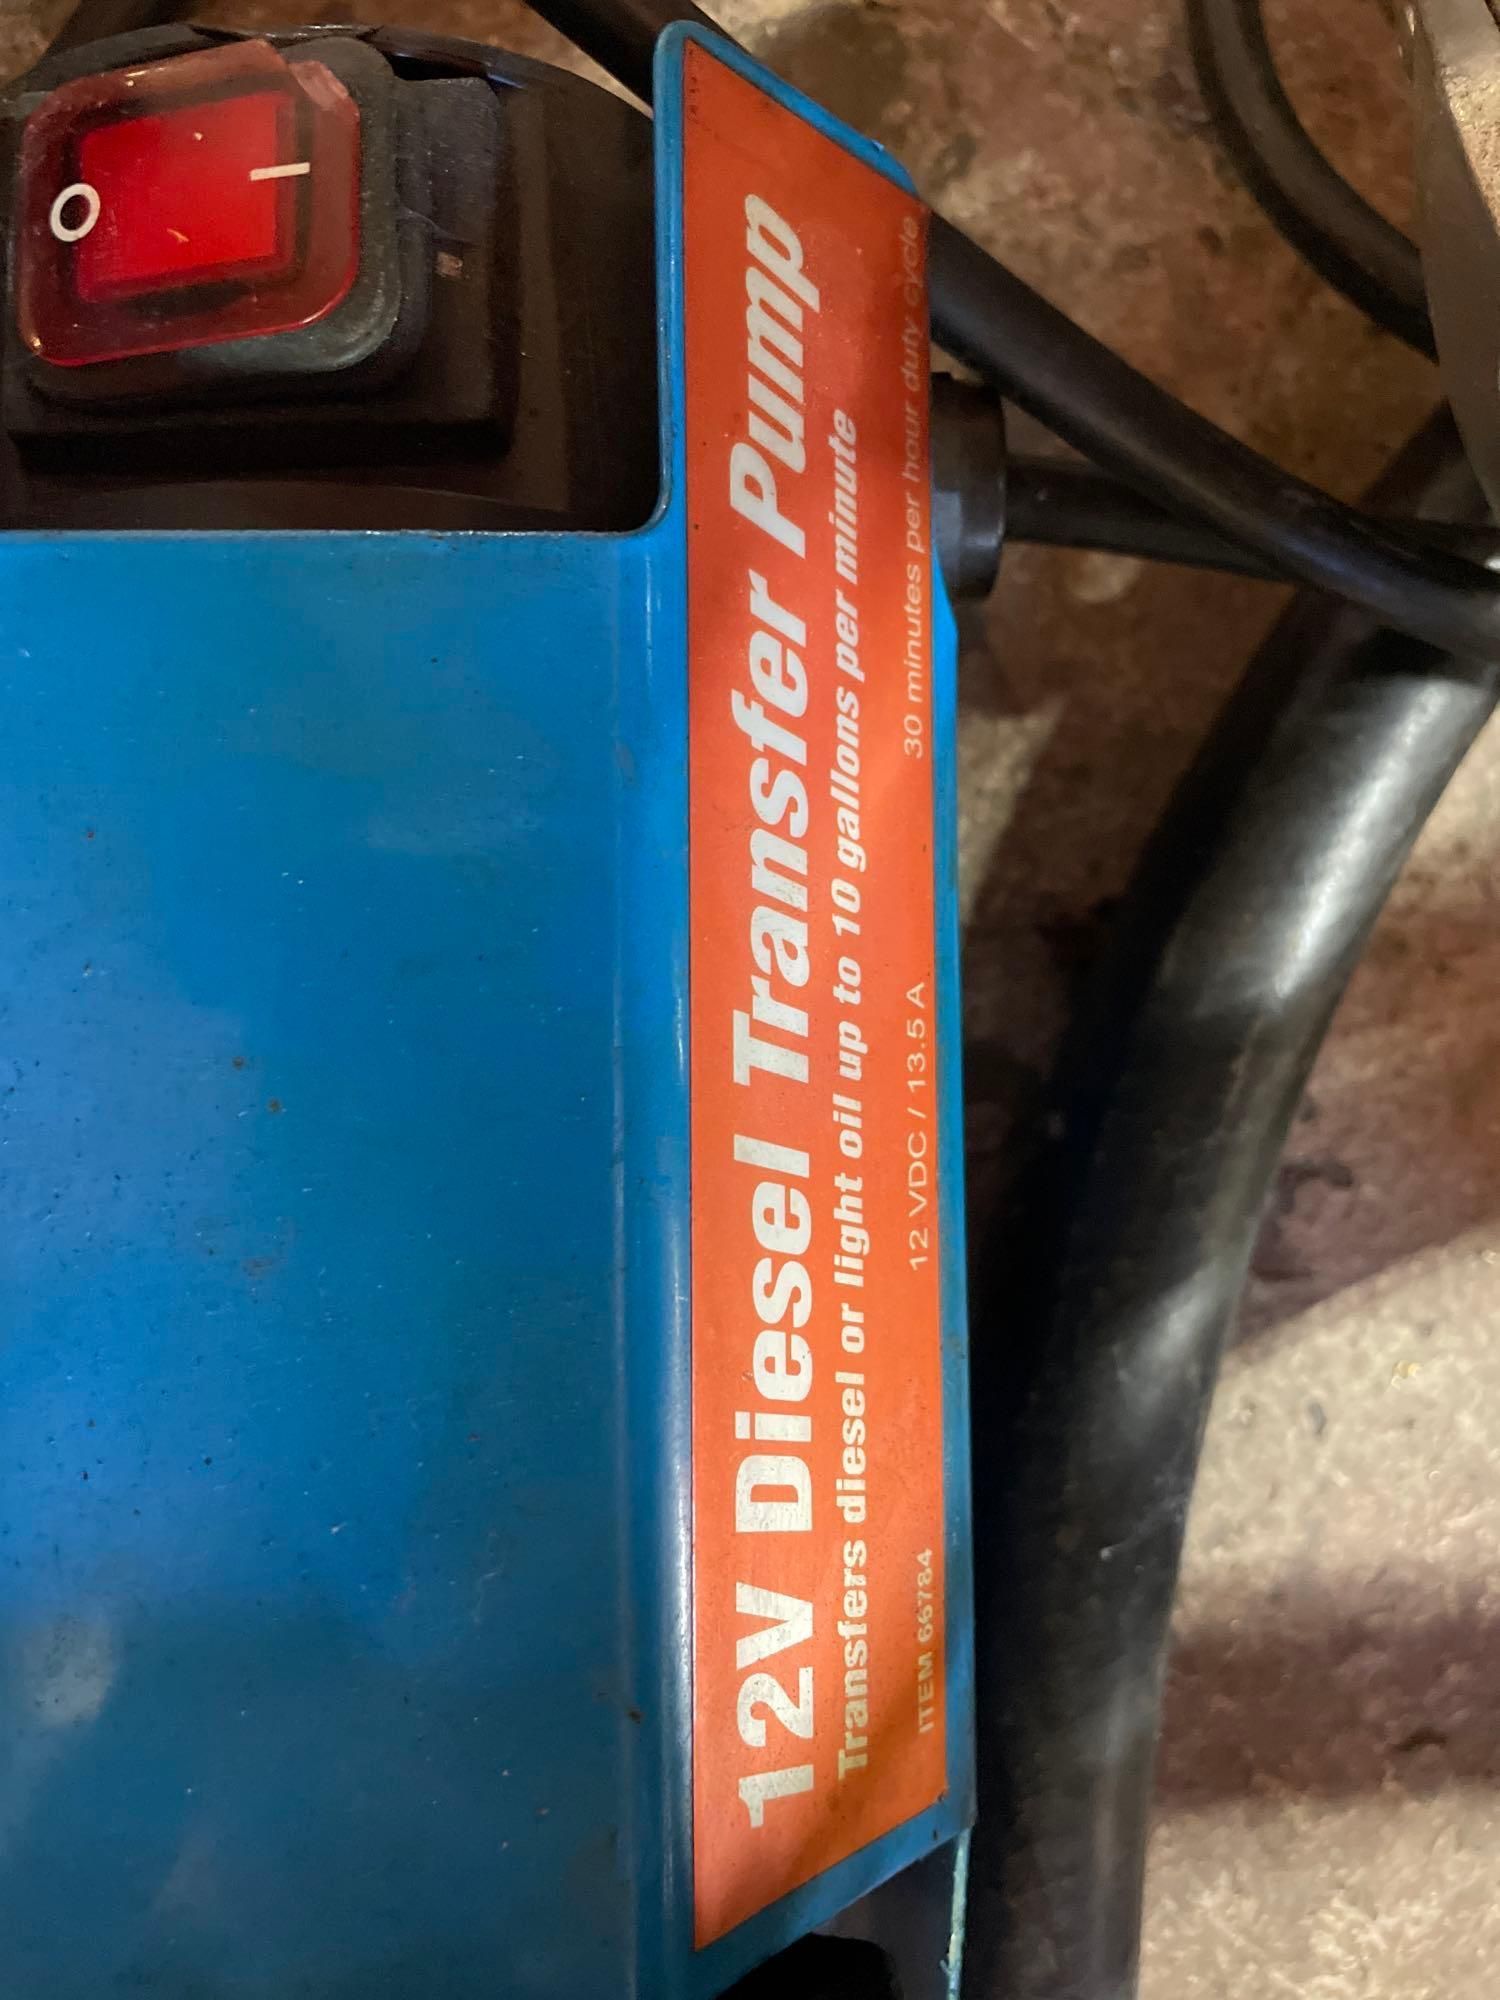 12V Diesel Transfer Pump
Transfers diesel or light oil up to 10 gallons per minute
ITEM 66784 12 VDC / 13.5 A 30 minutes per hour duty cycle